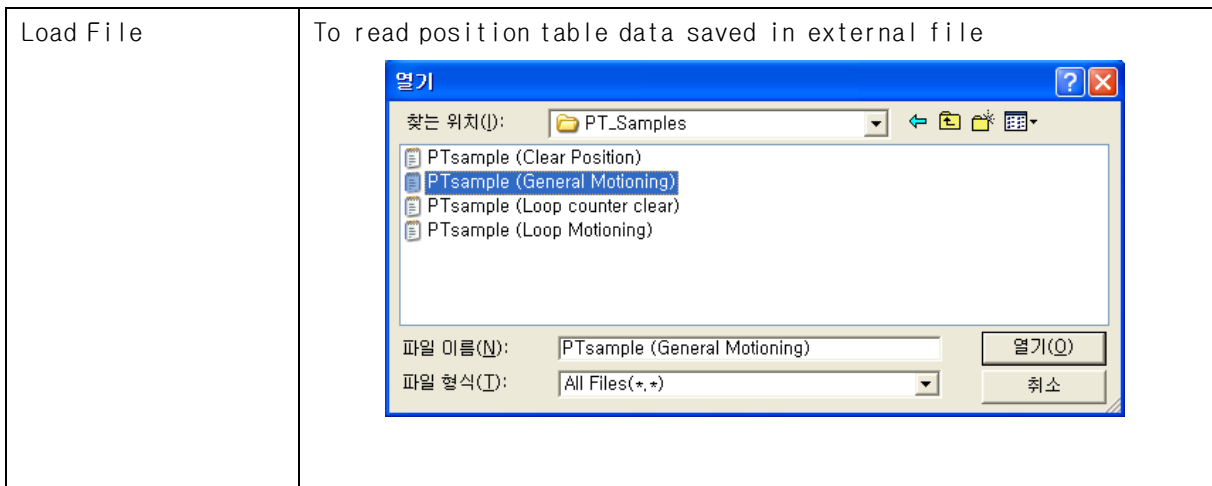 Load File
To read position table data saved in external file
열기
찾는 위치(I):
PT_Samples
PTsample (Clear Position)
PTsample (General Motioning)
PTsample (Loop counter clear)
PTsample (Loop Motioning)
파일 이름(N):
PTsample (General Motioning)
열기(O)
파일 형식(T):
All Files(*.*)
취소